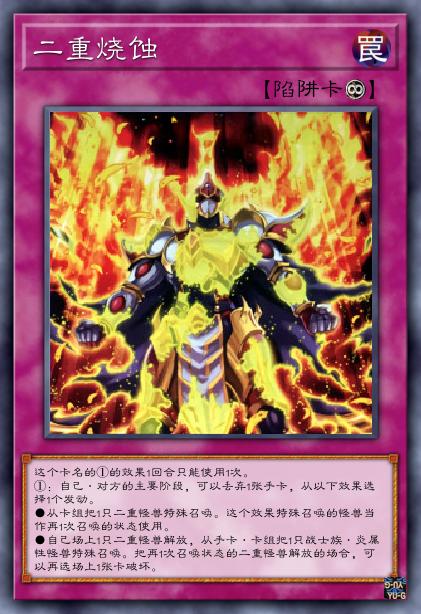 二重烧蚀
罠
【陷阱卡♾】
这个卡名的①的效果1回合只能使用1次。
①：自己·对方的主要阶段，可以丢弃1张手卡，从以下效果选
择1个发动。
●从卡组把1只二重怪兽特殊召唤。这个效果特殊召唤的怪兽当
作再1次召唤的状态使用。
●自己场上1只二重怪兽解放，从手卡·卡组把1只战士族·炎属
性怪兽特殊召唤。把再1次召唤状态的二重怪兽解放的场合，可
以再选场上1张卡破坏。
YU-G